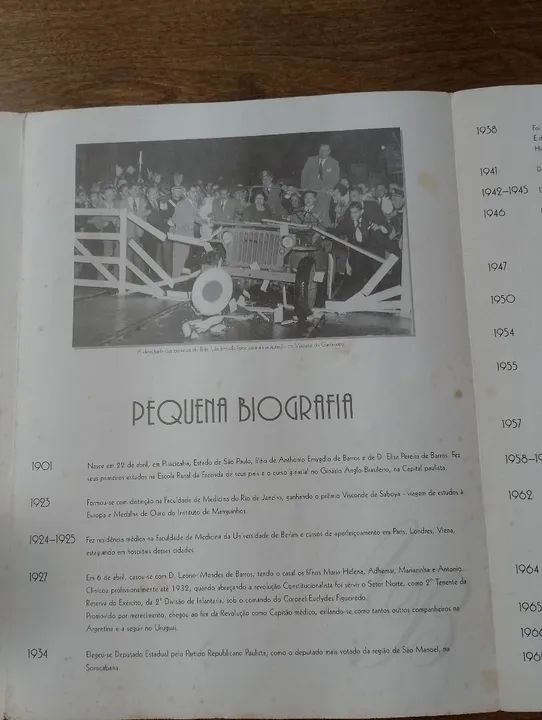 PEQUENA BIOGRAFIA
1901 Nasce em 22 de abril, em Piracicaba, Estado de São Paulo, filho de Anthonio Emygdio de Barros e de D. Elisa Pereira de Barros. Fez
seus primeiros estudos na Escola Rural da Fazenda de seus pais e o curso ginasial no Ginásio Anglo Brasileiro, na Capital paulista.
1923 Formou-se com distinção na Faculdade de Medicina do Rio de Janeiro, ganhando o prêmio Visconde de Saboya - viagem de estudos à
Europa e Medalha de Ouro do Instituto de Manguinhos.
1924–1925 Fez residência médica na Faculdade de Medicina da Universidade de Berlim e cursos de aperfeiçoamento em Paris, Londres, Viena,
estagiando em hospitais dessas cidades.
1927 Em 6 de abril, casou-se com D. Leonor Mendes de Barros, tendo o casal os filhos Maria Helena, Adhemar, Mariazinha e Antonio.
Clinicou profissionalmente até 1932, quando abraçando a revolução Constitucionalista foi servir o Setor Norte, como 2º Tenente da
Reserva do Exército, da 2ª Divisão de Infantaria, sob o comando do Coronel Euclydes Figueiredo.
Promovido por merecimento, chegou ao fim da Revolução como Capitão médico, exilando-se como tantos outros companheiros na
Argentina e a seguir no Uruguai.
1934 Elegeu-se Deputado Estadual pelo Partido Republicano Paulista, como o deputado mais votado da região de São Manoel, na
Sorocabana.
1938 Foi
1941
1942–1945
1946
1947
1950
1954
1955
1957
1958–19
1962
1964
1965
1966
1969